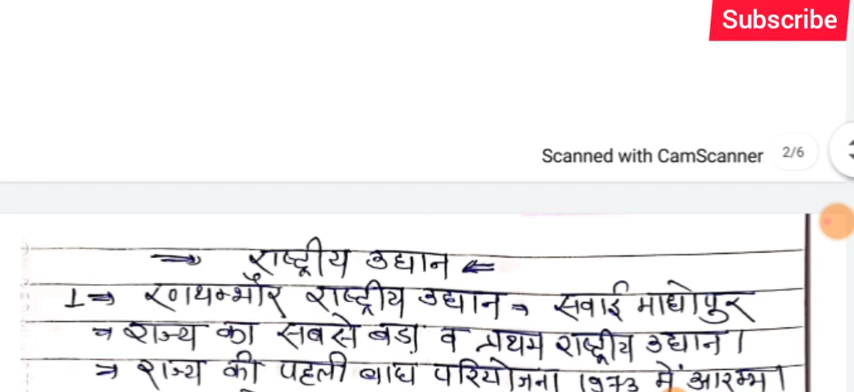 Subscribe
Scanned with CamScanner 2/6
⇒ राष्ट्रीय उद्यान ⇐
1⇒ रणथम्भौर राष्ट्रीय उद्यान ⇒ सवाई माधोपुर
⇒ राज्य का सबसे बड़ा व प्रथम राष्ट्रीय उद्यान।
⇒ राज्य की पहली बाघ परियोजना 1973 में आरम्भ।